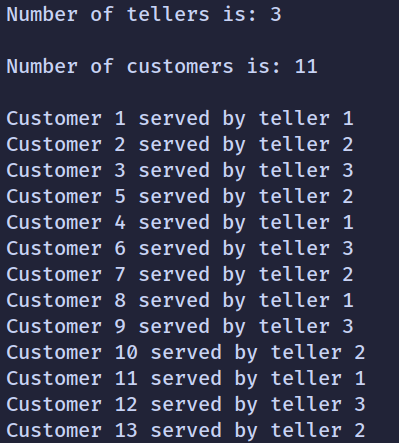 Number of tellers is: 3
Number of customers is: 11
Customer 1 served by teller 1
Customer 2 served by teller 2
Customer 3 served by teller 3
Customer 5 served by teller 2
Customer 4 served by teller 1
Customer 6 served by teller 3
Customer 7 served by teller 2
Customer 8 served by teller 1
Customer 9 served by teller 3
Customer 10 served by teller 2
Customer 11 served by teller 1
Customer 12 served by teller 3
Customer 13 served by teller 2